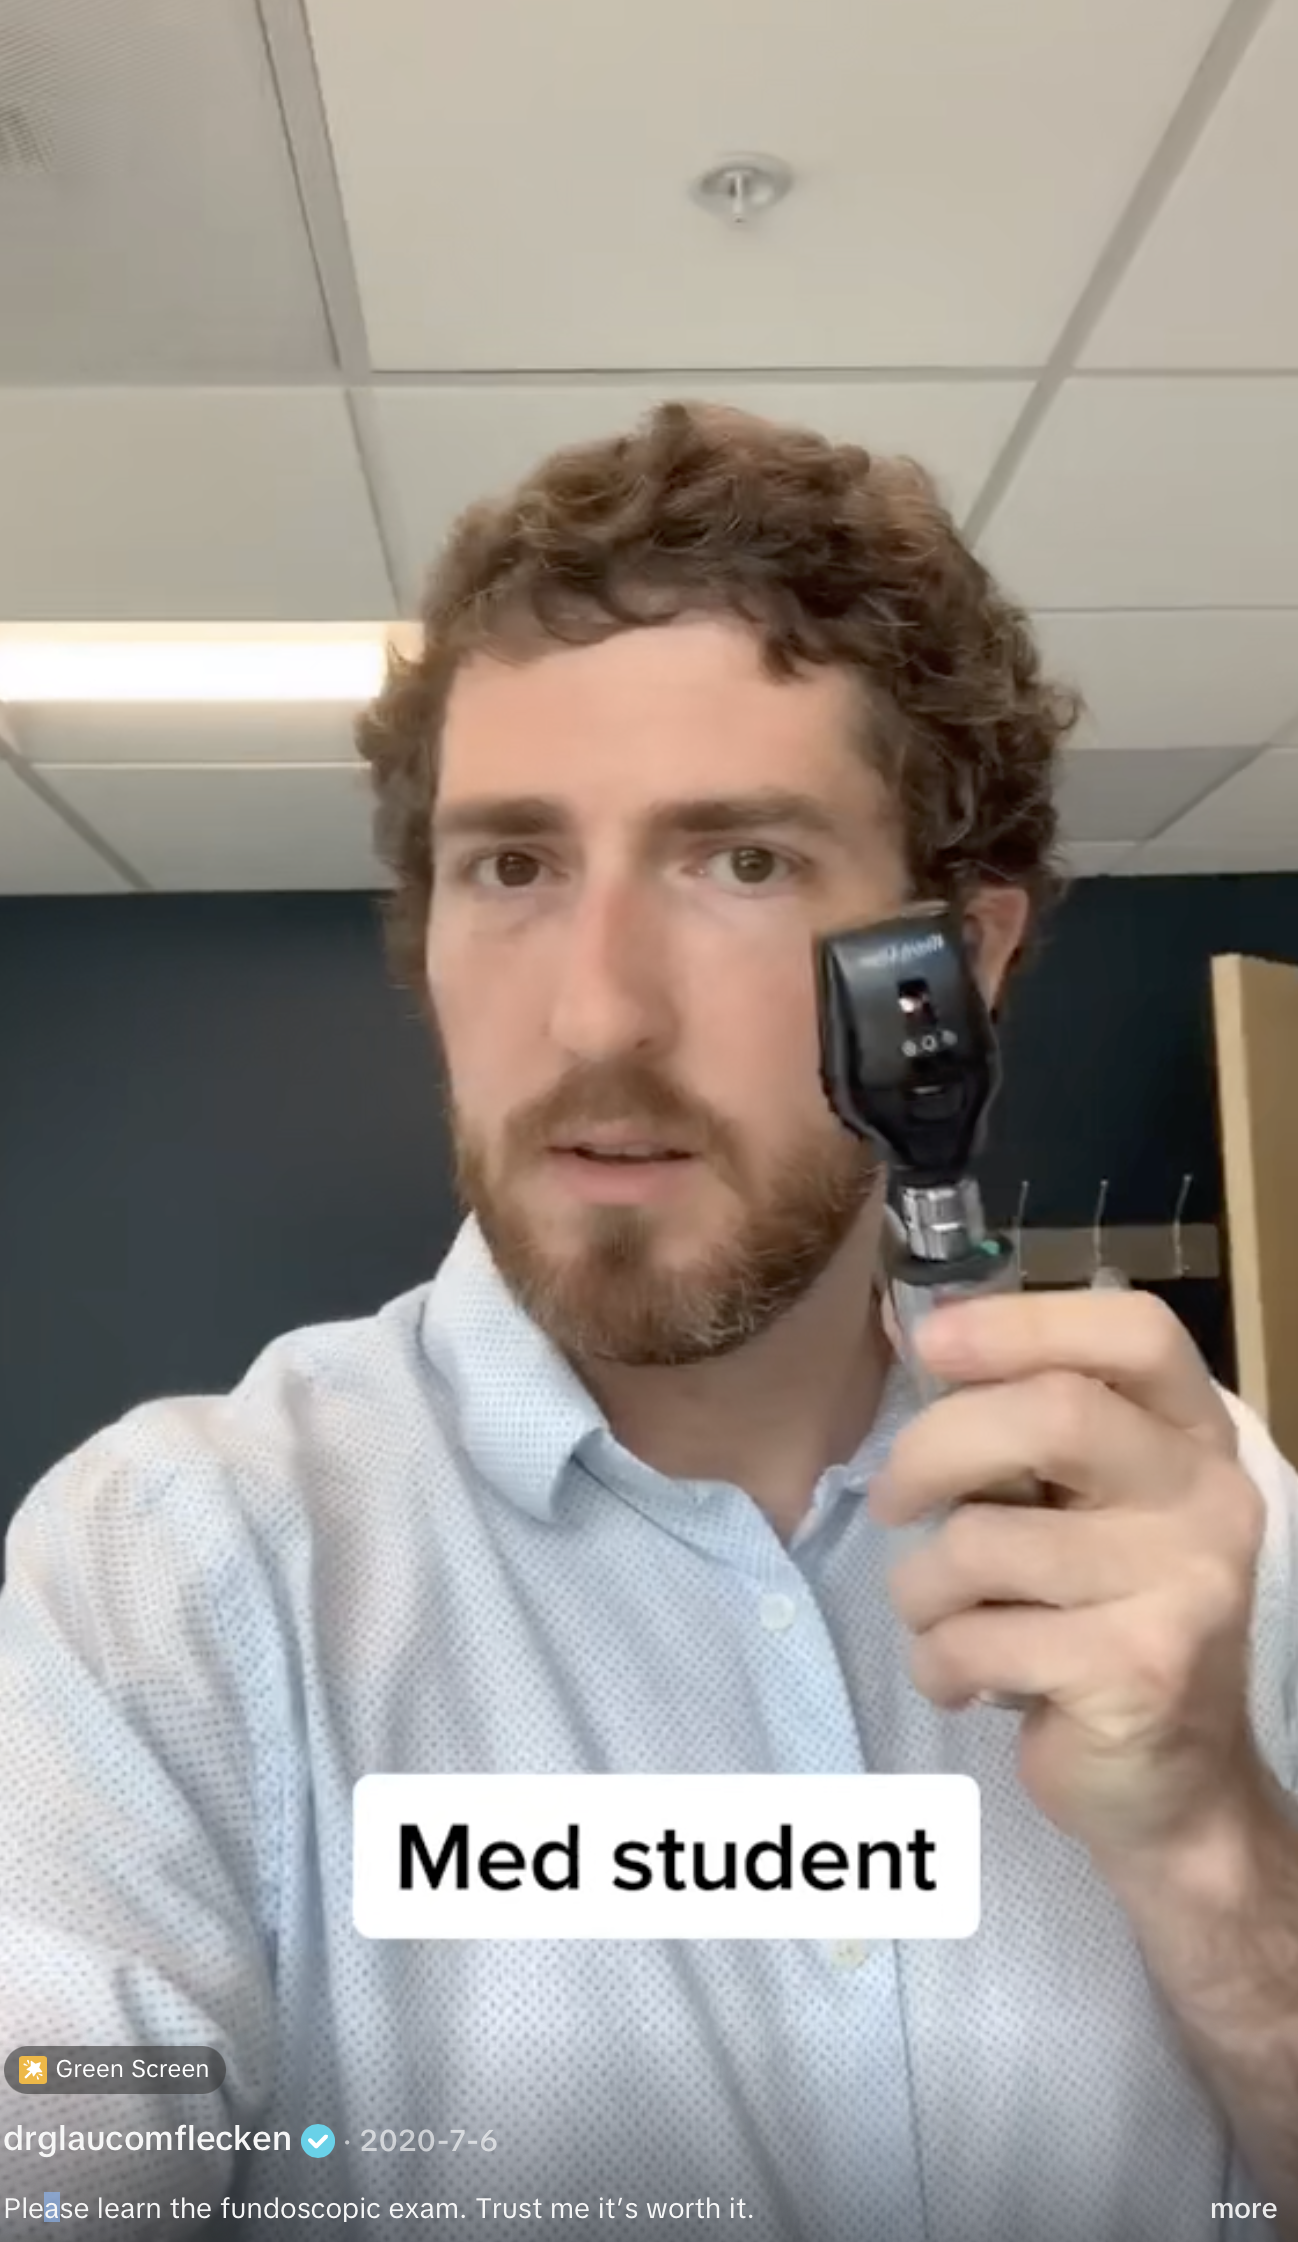 Med student
Green Screen
drglaucomflecken · 2020-7-6
Please learn the fundoscopic exam. Trust me it’s worth it.
more